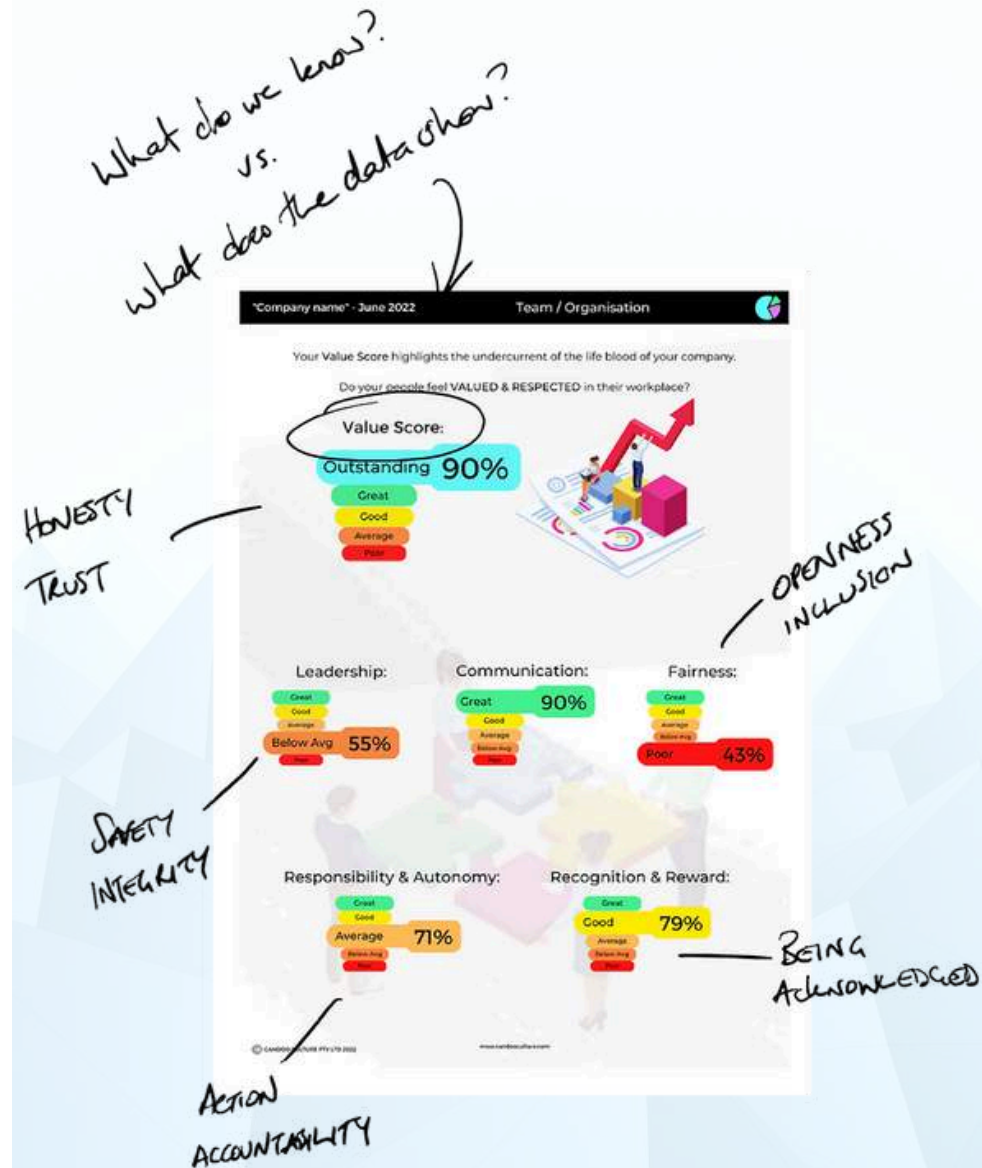 What do we know?
vs.
What does the data show?
"Company name" - June 2022
Team / Organisation
Your Value Score highlights the undercurrent of the life blood of your company.
Do your people feel VALUED & RESPECTED in their workplace?
Value Score:
Outstanding 90%
Great
Good
Average
Poor
HONESTY
TRUST
OPENNESS
INCLUSION
Leadership:
Great
Good
Average
Below Avg 55%
Poor
Communication:
Great 90%
Good
Average
Below Avg
Poor
Fairness:
Great
Good
Average
Below Avg
Poor 43%
SAFETY
INTEGRITY
Responsibility & Autonomy:
Great
Good
Average 71%
Below Avg
Poor
Recognition & Reward:
Great
Good 79%
Average
Below Avg
Poor
BEING
ACKNOWLEDGED
PTY LTD 2022
ACTION
ACCOUNTABILITY